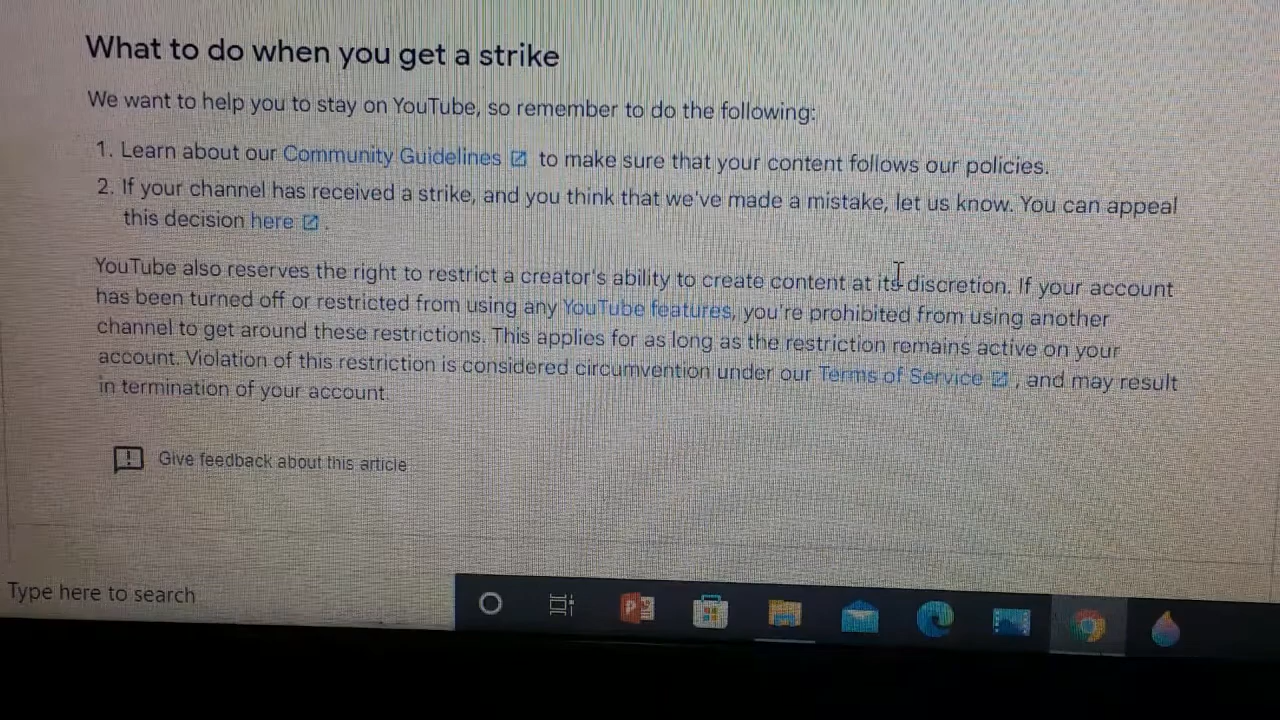 What to do when you get a strike
We want to help you to stay on YouTube, so remember to do the following:
1. Learn about our Community Guidelines to make sure that your content follows our policies.
2. If your channel has received a strike, and you think that we've made a mistake, let us know. You can appeal
this decision here.
YouTube also reserves the right to restrict a creator's ability to create content at its discretion. If your account
has been turned off or restricted from using any YouTube features, you're prohibited from using another
channel to get around these restrictions. This applies for as long as the restriction remains active on your
account. Violation of this restriction is considered circumvention under our Terms of Service, and may result
in termination of your account.
Give feedback about this article
Type here to search
P